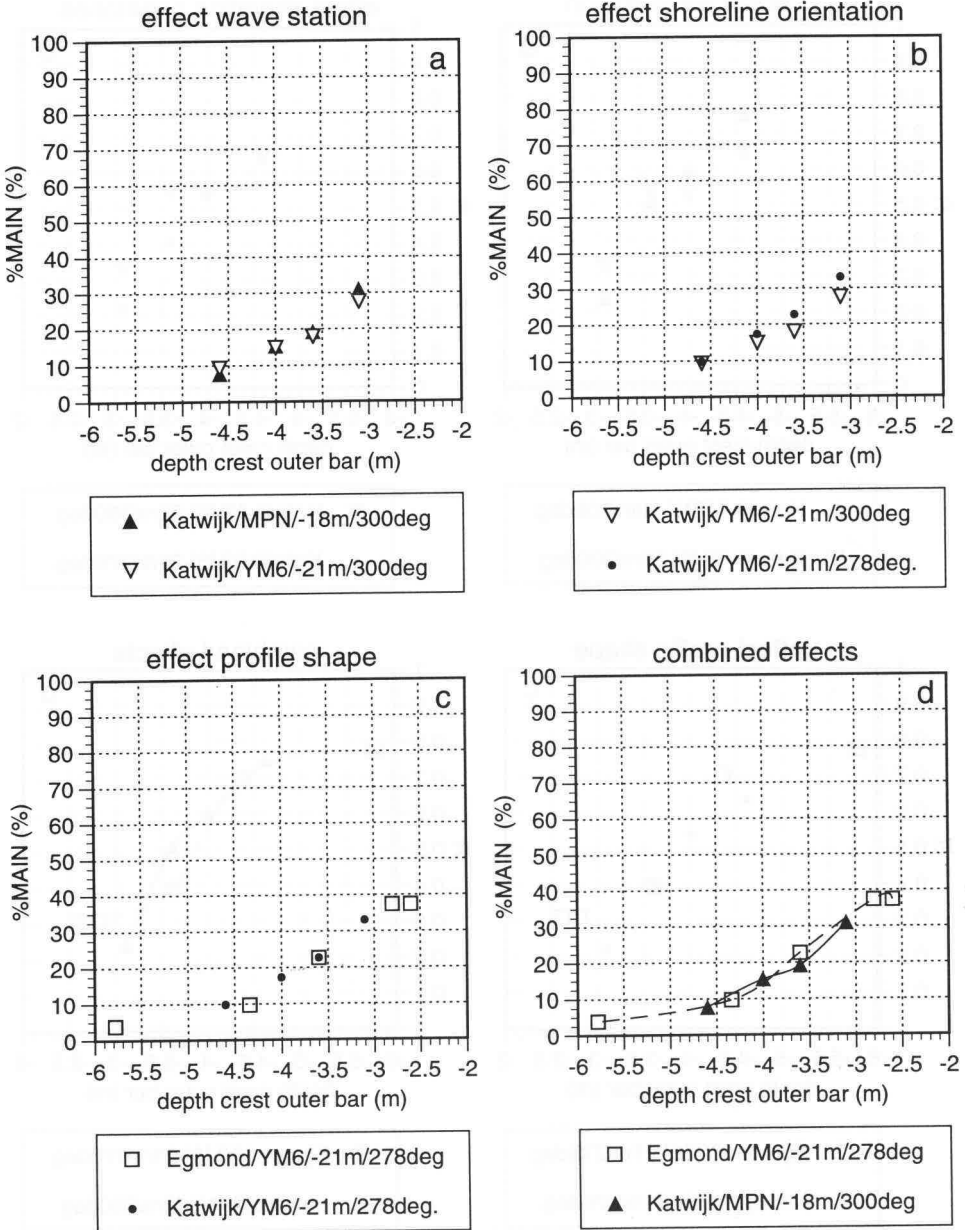 effect wave station
a
100
90
80
70
60
50
40
30
20
10
0
%MAIN (%)
-6 -5.5 -5 -4.5 -4 -3.5 -3 -2.5 -2
depth crest outer bar (m)
Katwijk/MPN/-18m/300deg
Katwijk/YM6/-21m/300deg
effect shoreline orientation
b
100
90
80
70
60
50
40
30
20
10
0
%MAIN (%)
-6 -5.5 -5 -4.5 -4 -3.5 -3 -2.5 -2
depth crest outer bar (m)
Katwijk/YM6/-21m/300deg
Katwijk/YM6/-21m/278deg.
effect profile shape
c
100
90
80
70
60
50
40
30
20
10
0
%MAIN (%)
-6 -5.5 -5 -4.5 -4 -3.5 -3 -2.5 -2
depth crest outer bar (m)
Egmond/YM6/-21m/278deg
Katwijk/YM6/-21m/278deg.
combined effects
d
100
90
80
70
60
50
40
30
20
10
0
%MAIN (%)
-6 -5.5 -5 -4.5 -4 -3.5 -3 -2.5 -2
depth crest outer bar (m)
Egmond/YM6/-21m/278deg
Katwijk/MPN/-18m/300deg